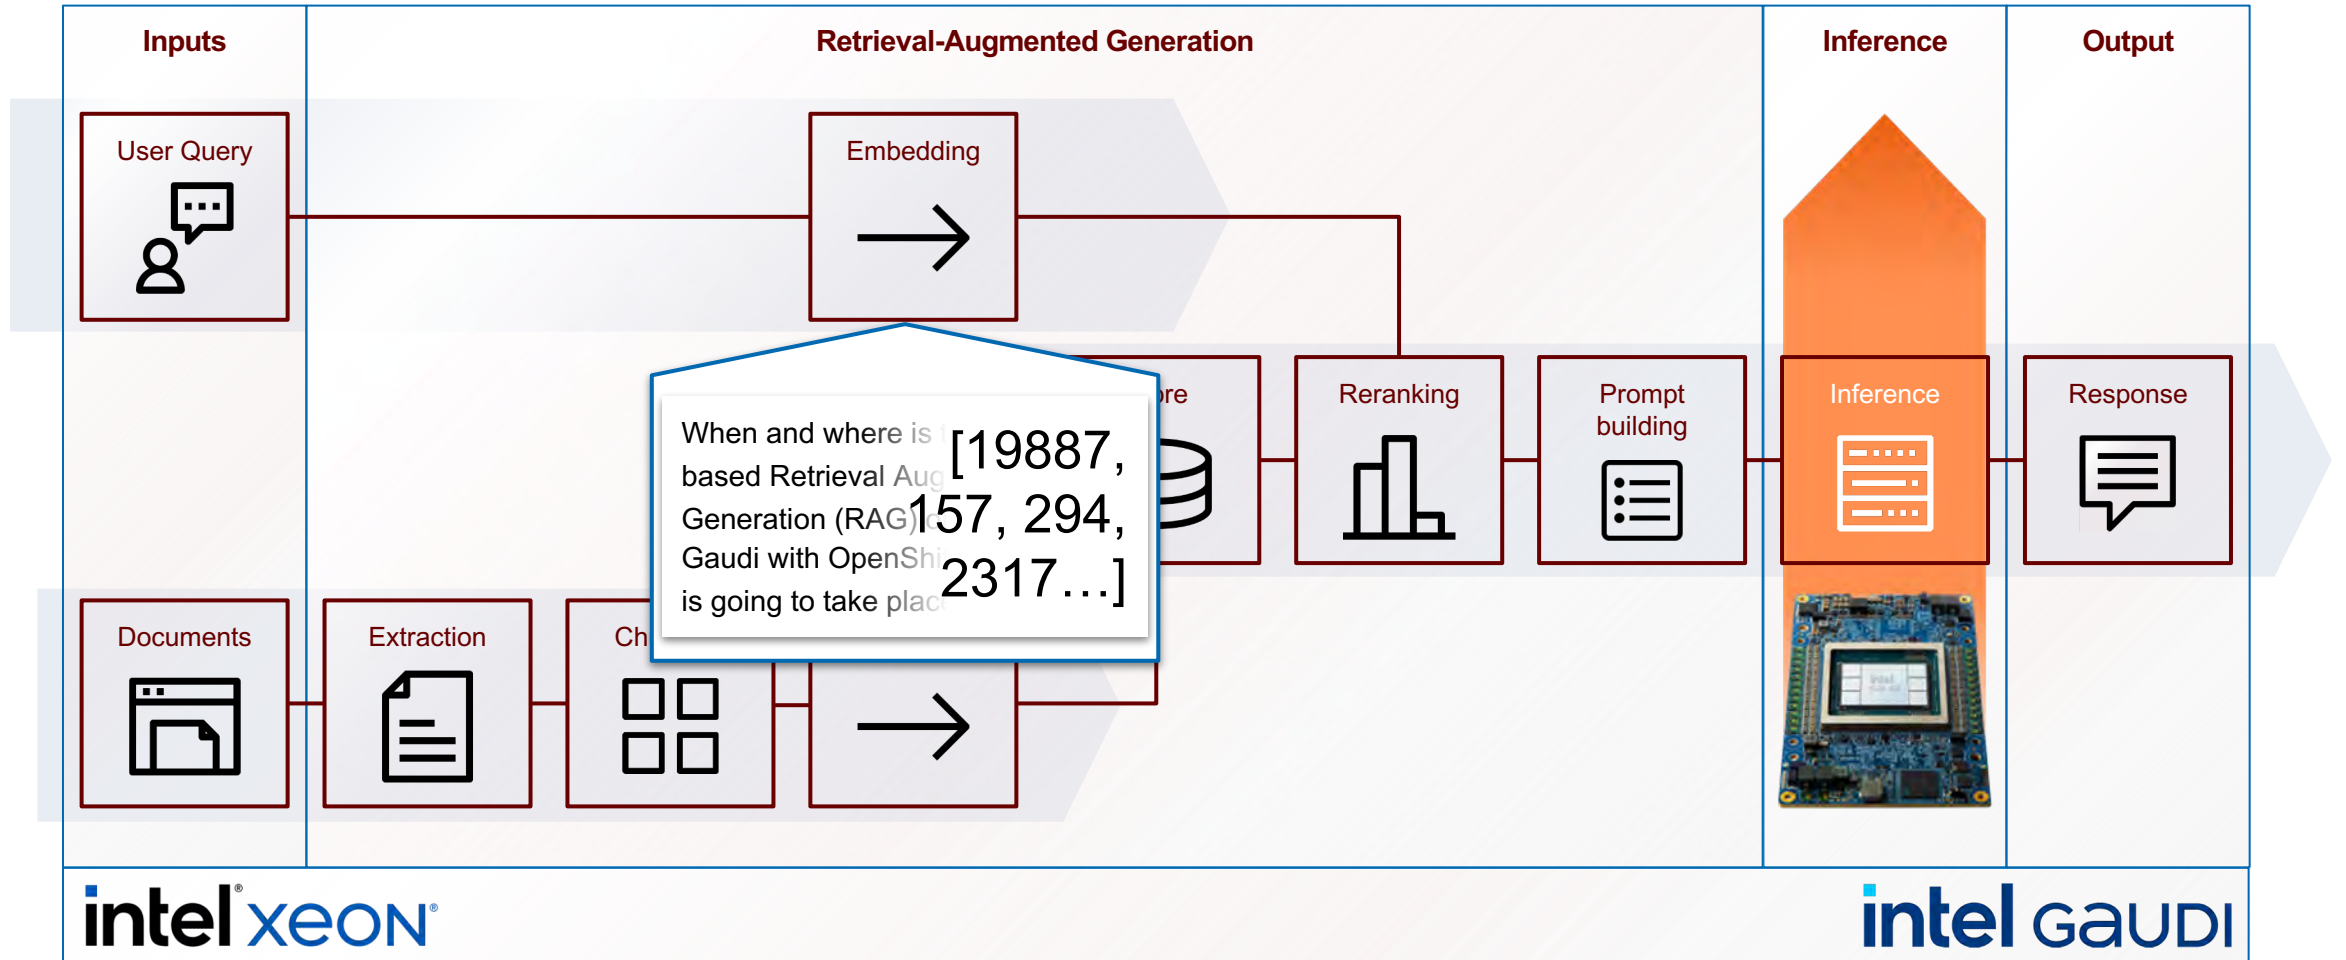 Inputs
Retrieval-Augmented Generation
Inference
Output
User Query
Embedding
When and where is
based Retrieval Aug
Generation (RAG)
Gaudi with OpenShi
is going to take plac
[19887,
157, 294,
2317…]
ore
Reranking
Prompt
building
Inference
Response
Documents
Extraction
Ch
intel® xeon®
intel GAUDI